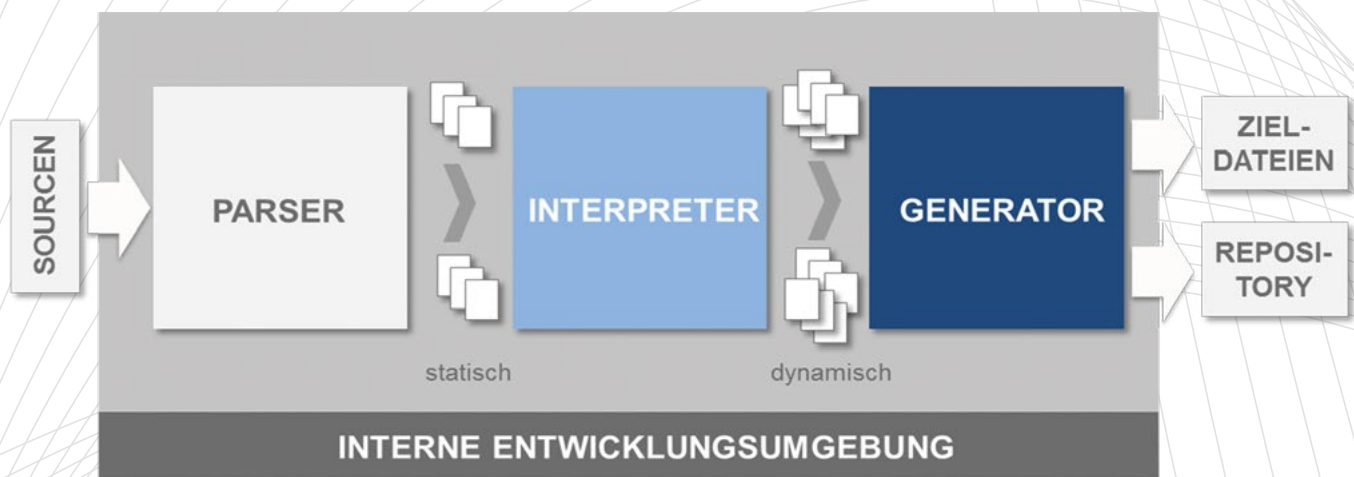 SOURCEN
PARSER
statisch
INTERPRETER
dynamisch
GENERATOR
ZIEL-
DATEIEN
REPOSI-
TORY
INTERNE ENTWICKLUNGSUMGEBUNG